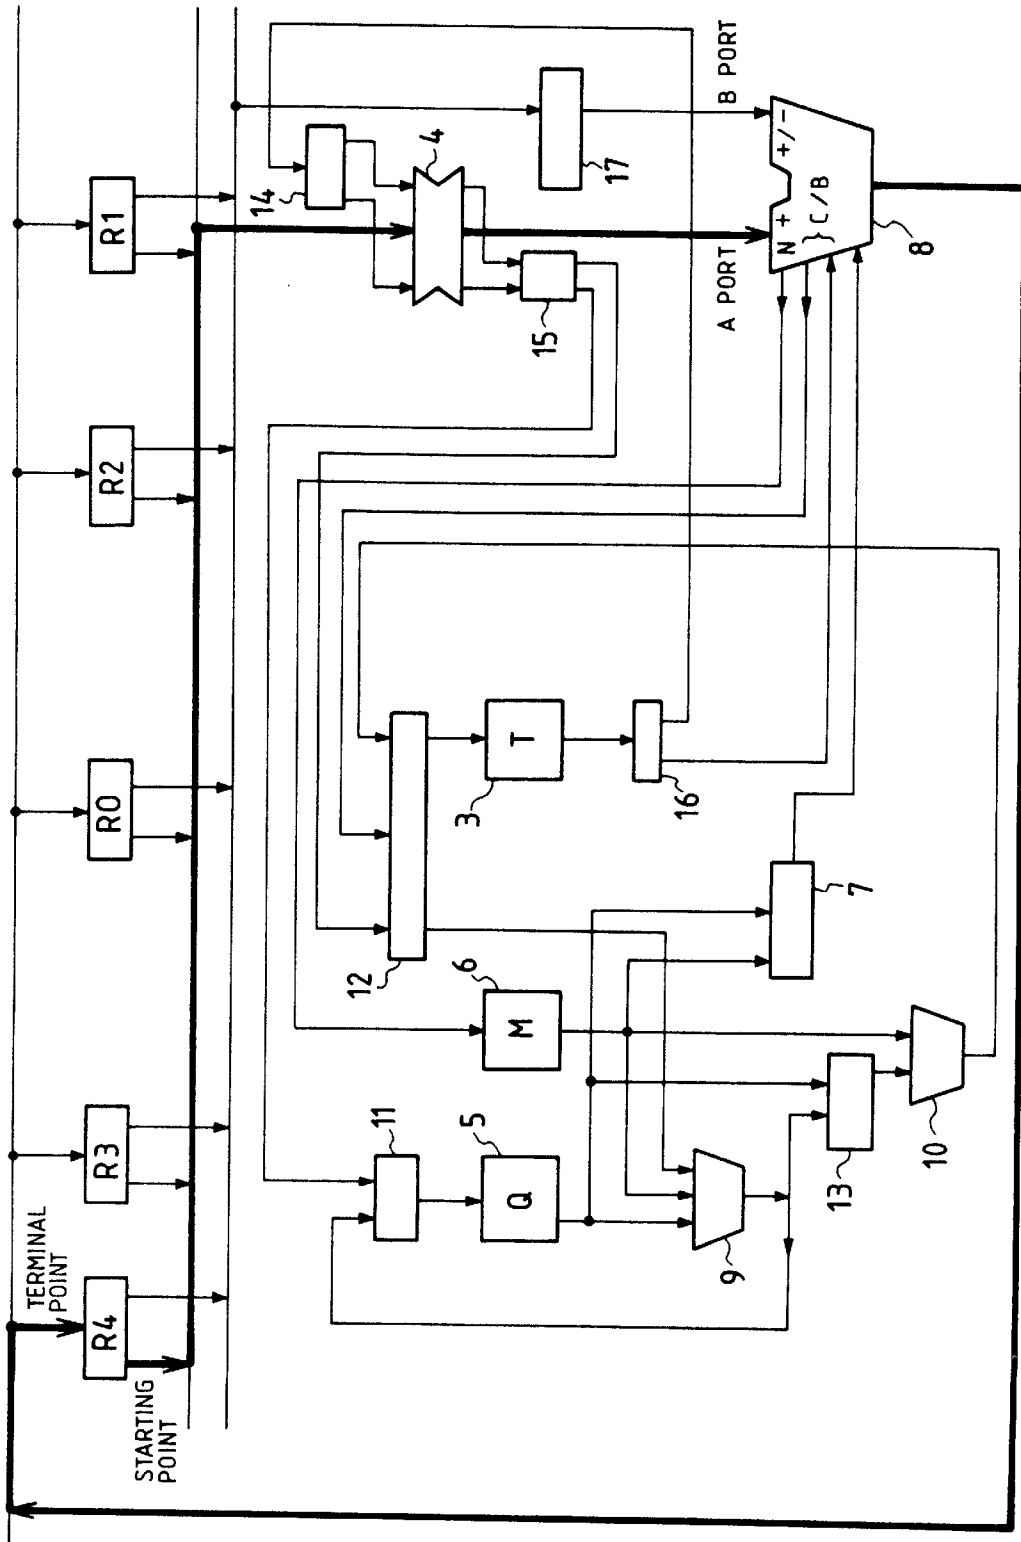 R4
R3
R0
R2
R1
TERMINAL
POINT
STARTING
POINT
14
4
17
15
A PORT
B PORT
N + +/-
} C/B
8
12
T
3
16
6
M
7
11
5
Q
9
13
10